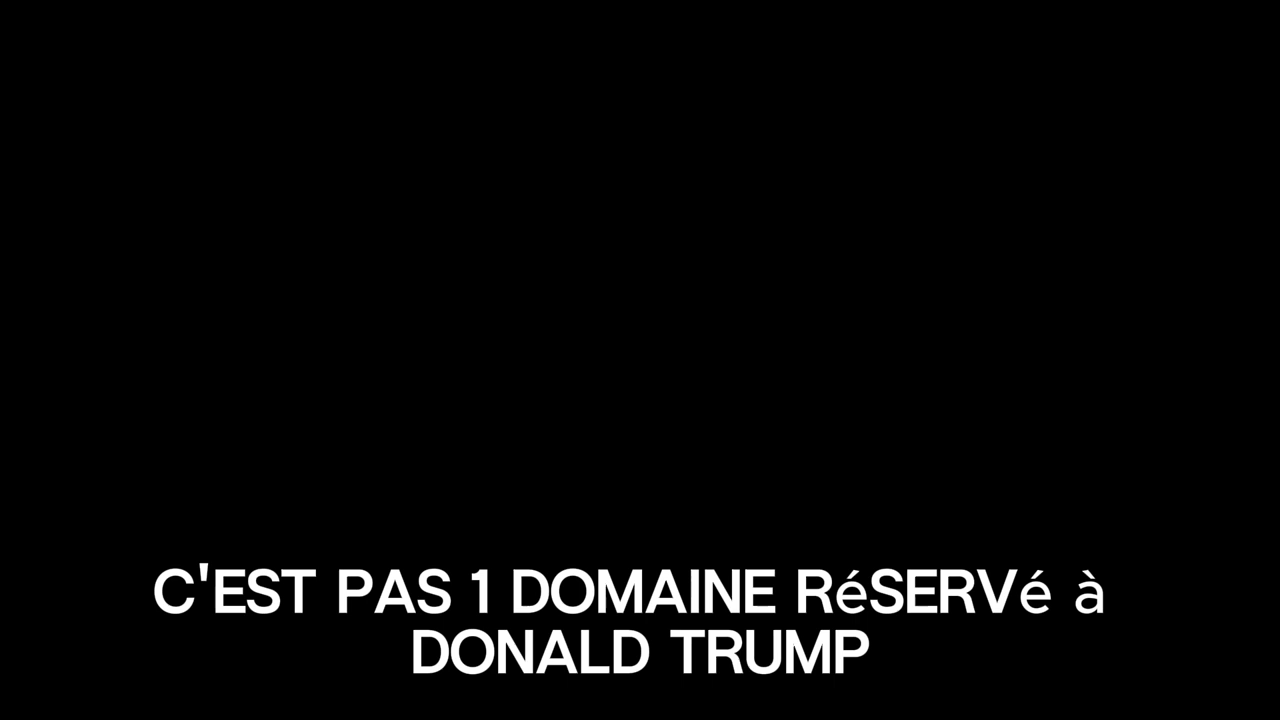 C'EST PAS 1 DOMAINE RéSERVé à
DONALD TRUMP